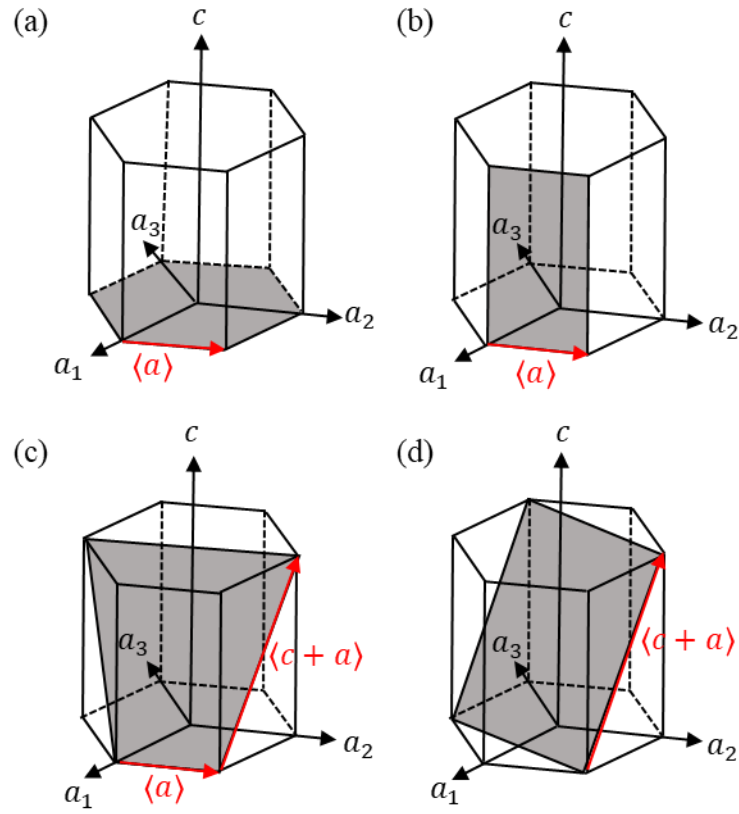 (a)
c
a₃
a₂
a₁
⟨a⟩
(b)
c
a₃
a₂
a₁
⟨a⟩
(c)
c
a₃
⟨c + a⟩
a₂
a₁
⟨a⟩
(d)
c
a₃
⟨c + a⟩
a₂
a₁